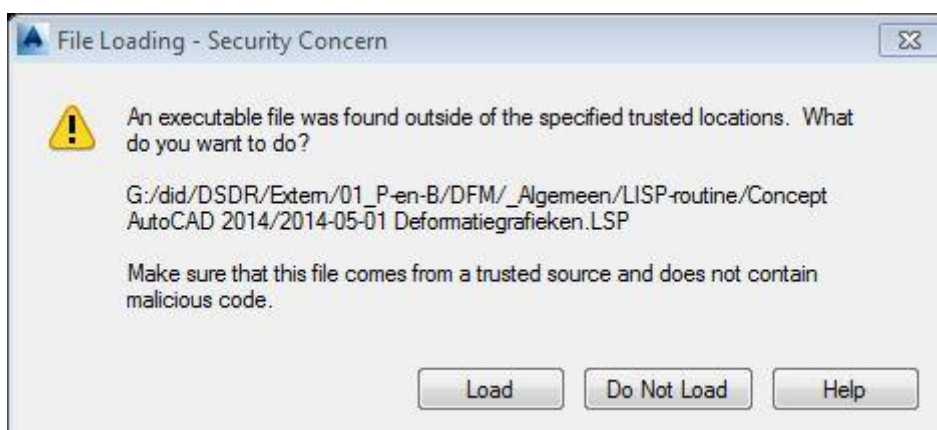 File Loading - Security Concern
An executable file was found outside of the specified trusted locations.  What
do you want to do?
G:/did/DSDR/Extern/01_P-en-B/DFM/_Algemeen/LISP-routine/Concept
AutoCAD 2014/2014-05-01 Deformatiegrafieken.LSP
Make sure that this file comes from a trusted source and does not contain
malicious code.
Load
Do Not Load
Help